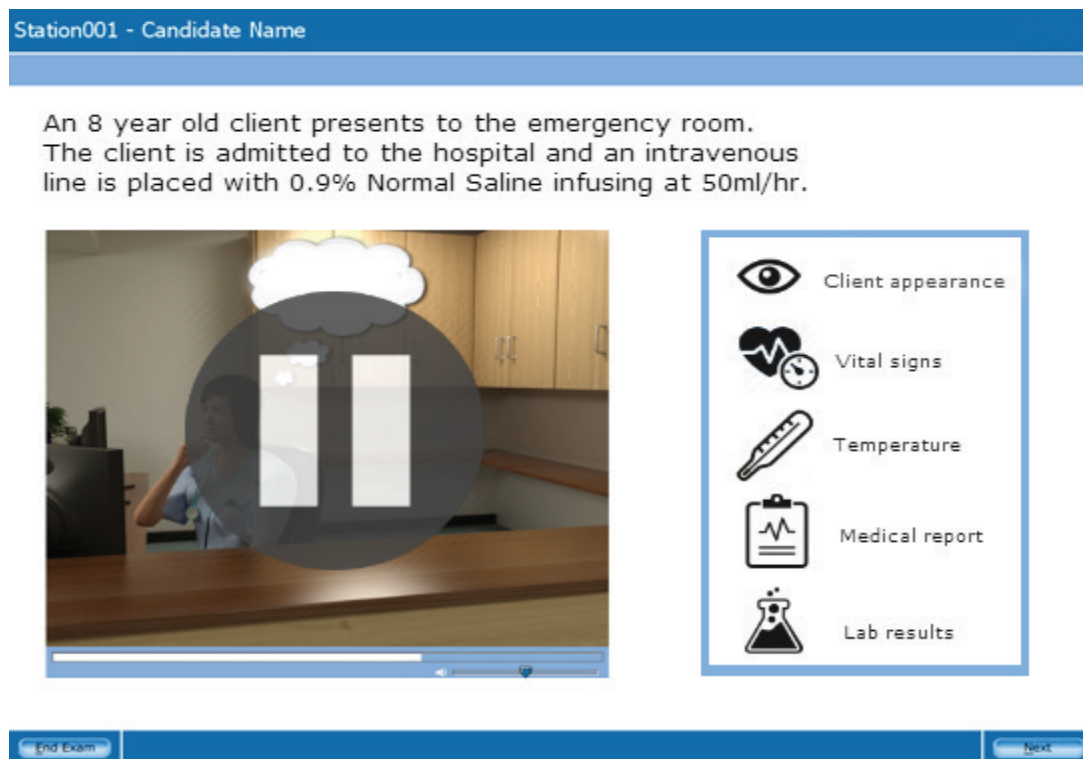 Station001 - Candidate Name
An 8 year old client presents to the emergency room.
The client is admitted to the hospital and an intravenous
line is placed with 0.9% Normal Saline infusing at 50ml/hr.
Client appearance
Vital signs
Temperature
Medical report
Lab results
End Exam
Next